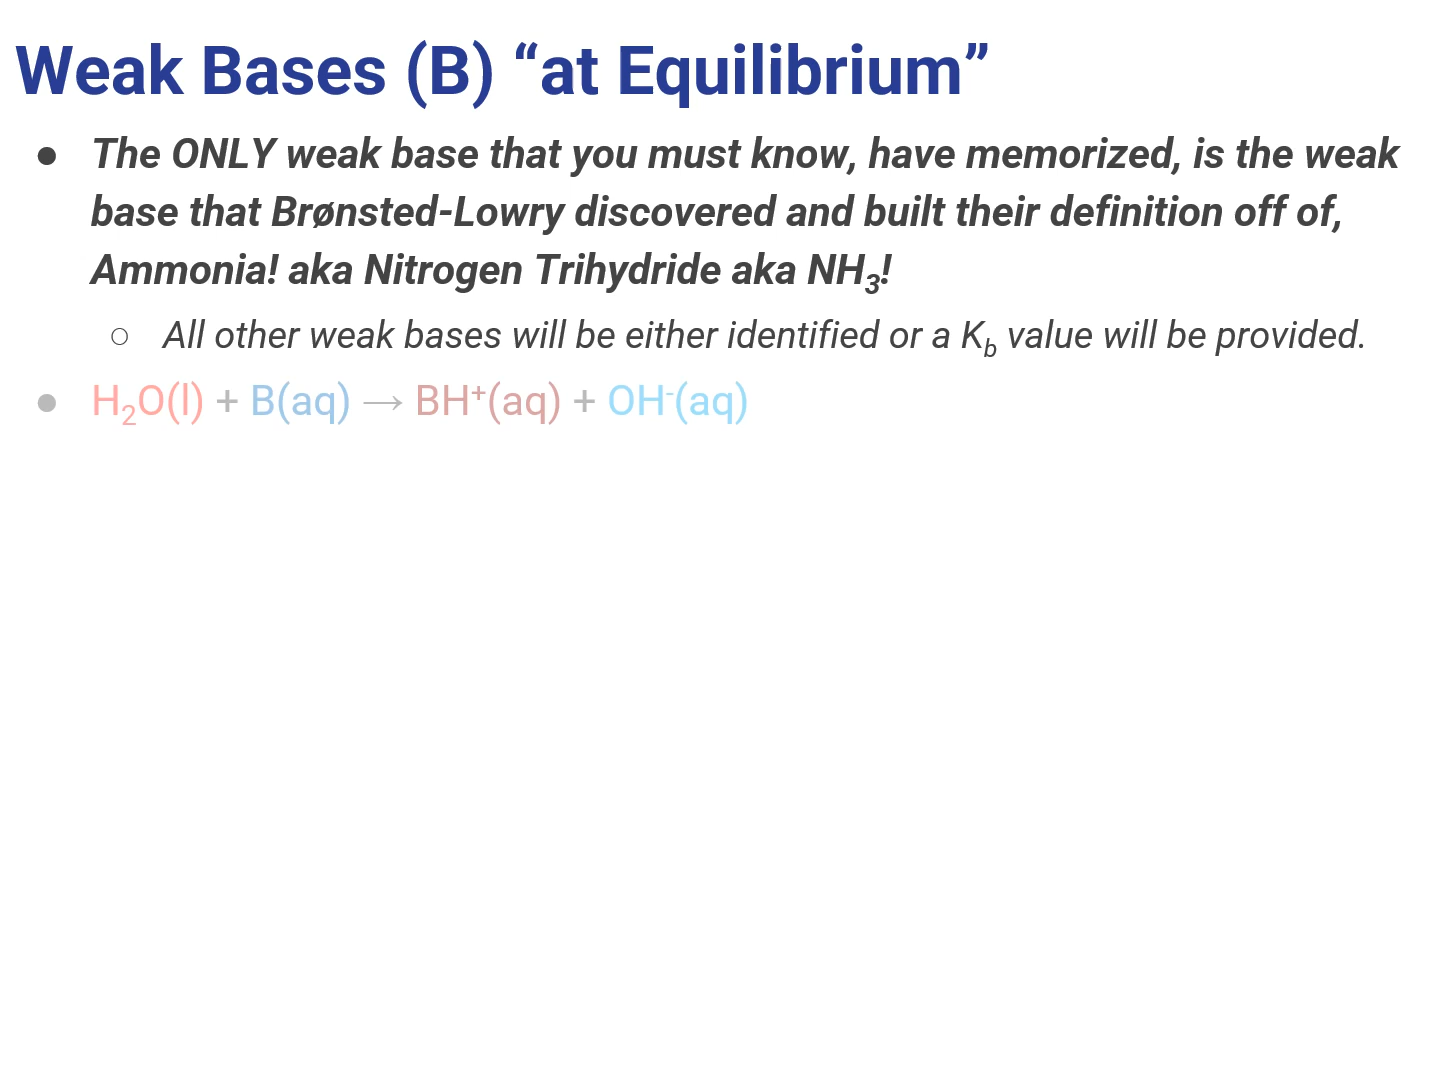 Weak Bases (B) “at Equilibrium”
● The ONLY weak base that you must know, have memorized, is the weak
base that Brønsted-Lowry discovered and built their definition off of,
Ammonia! aka Nitrogen Trihydride aka NH₃!
○ All other weak bases will be either identified or a K_b value will be provided.
● H₂O(l) + B(aq) → BH⁺(aq) + OH⁻(aq)